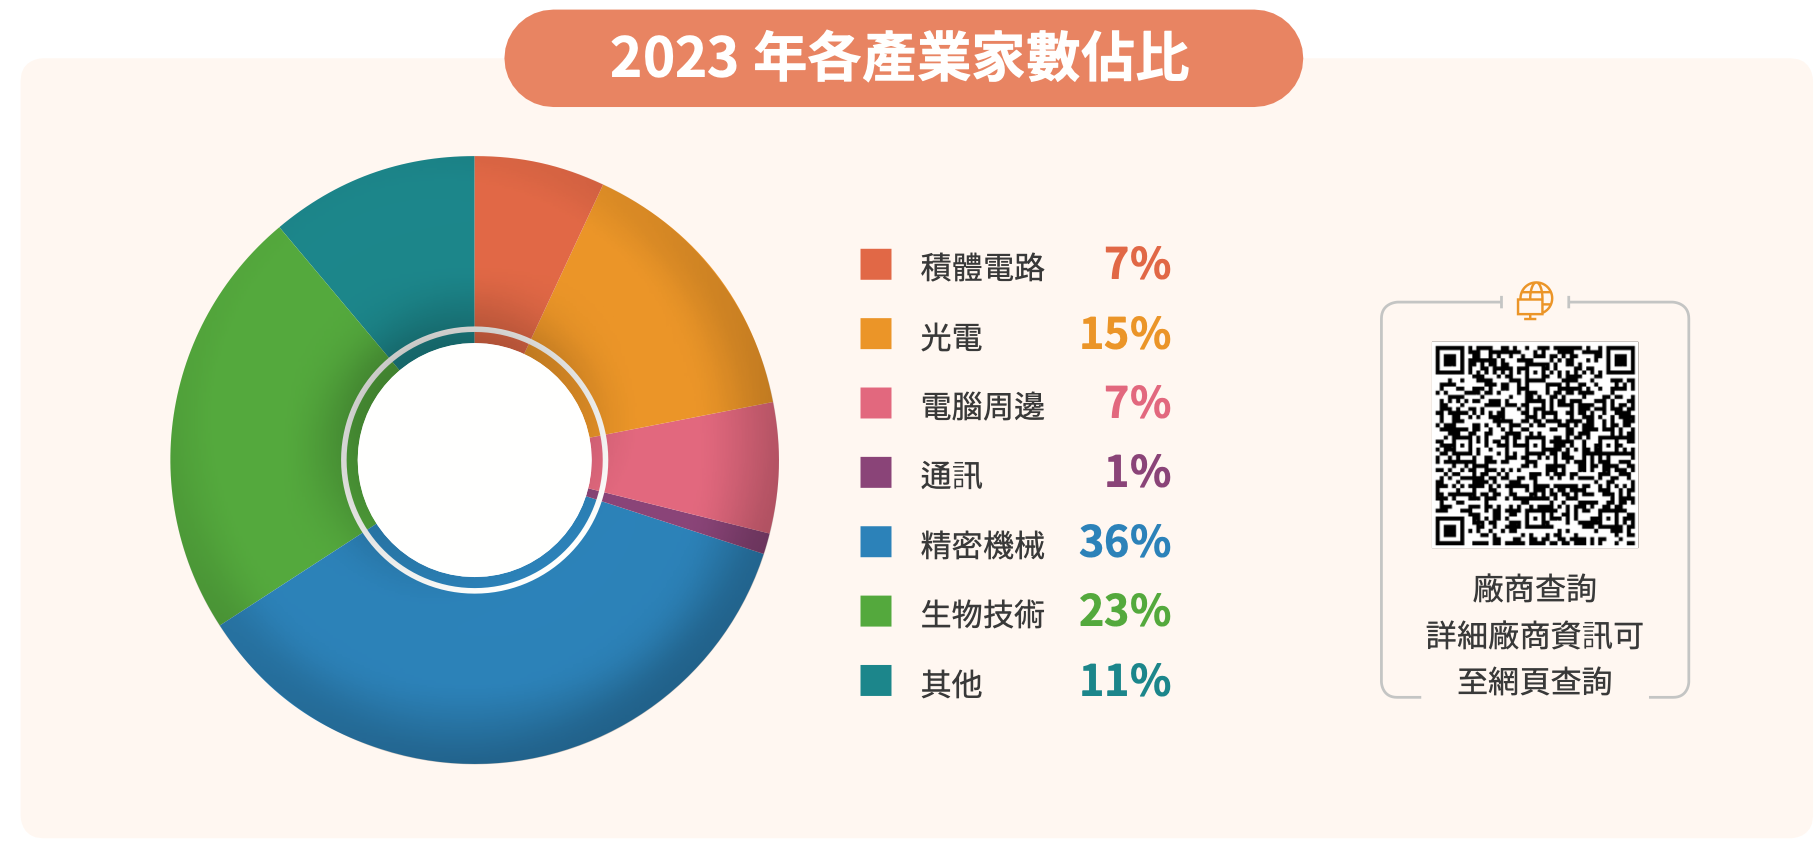 2023 年各產業家數佔比
積體電路 7%
光電 15%
電腦周邊 7%
通訊 1%
精密機械 36%
生物技術 23%
其他 11%
廠商查詢
詳細廠商資訊可
至網頁查詢